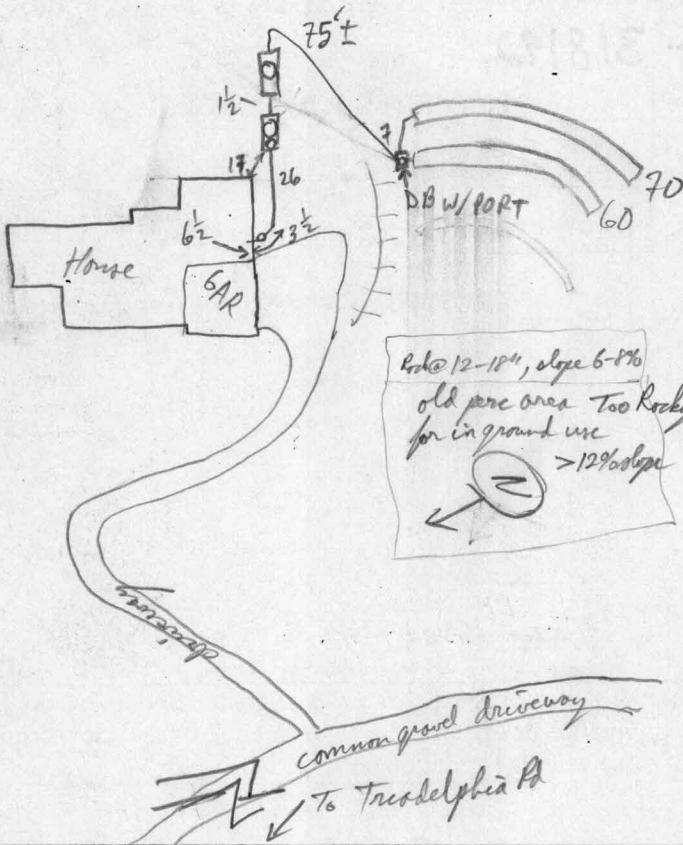 75'±
1½
7
17
26
DB W/PORT
70
60
6½
3½
House
GAR
Rock@ 12-18", slope 6-8%
old perc area Too Rocky
for in ground use
>12% slope
N
driveway
common gravel driveway
To Triadelphia Rd